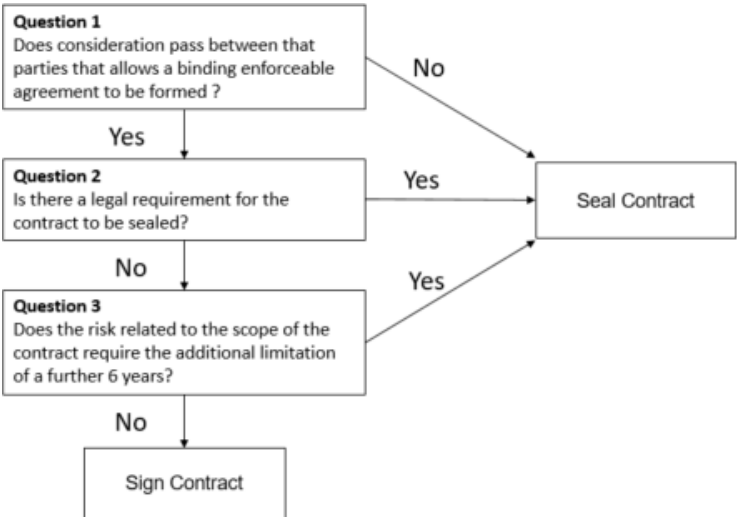 Question 1
Does consideration pass between that
parties that allows a binding enforceable
agreement to be formed ?
No
Yes
Question 2
Is there a legal requirement for the
contract to be sealed?
Yes
Seal Contract
No
Question 3
Does the risk related to the scope of the
contract require the additional limitation
of a further 6 years?
Yes
No
Sign Contract